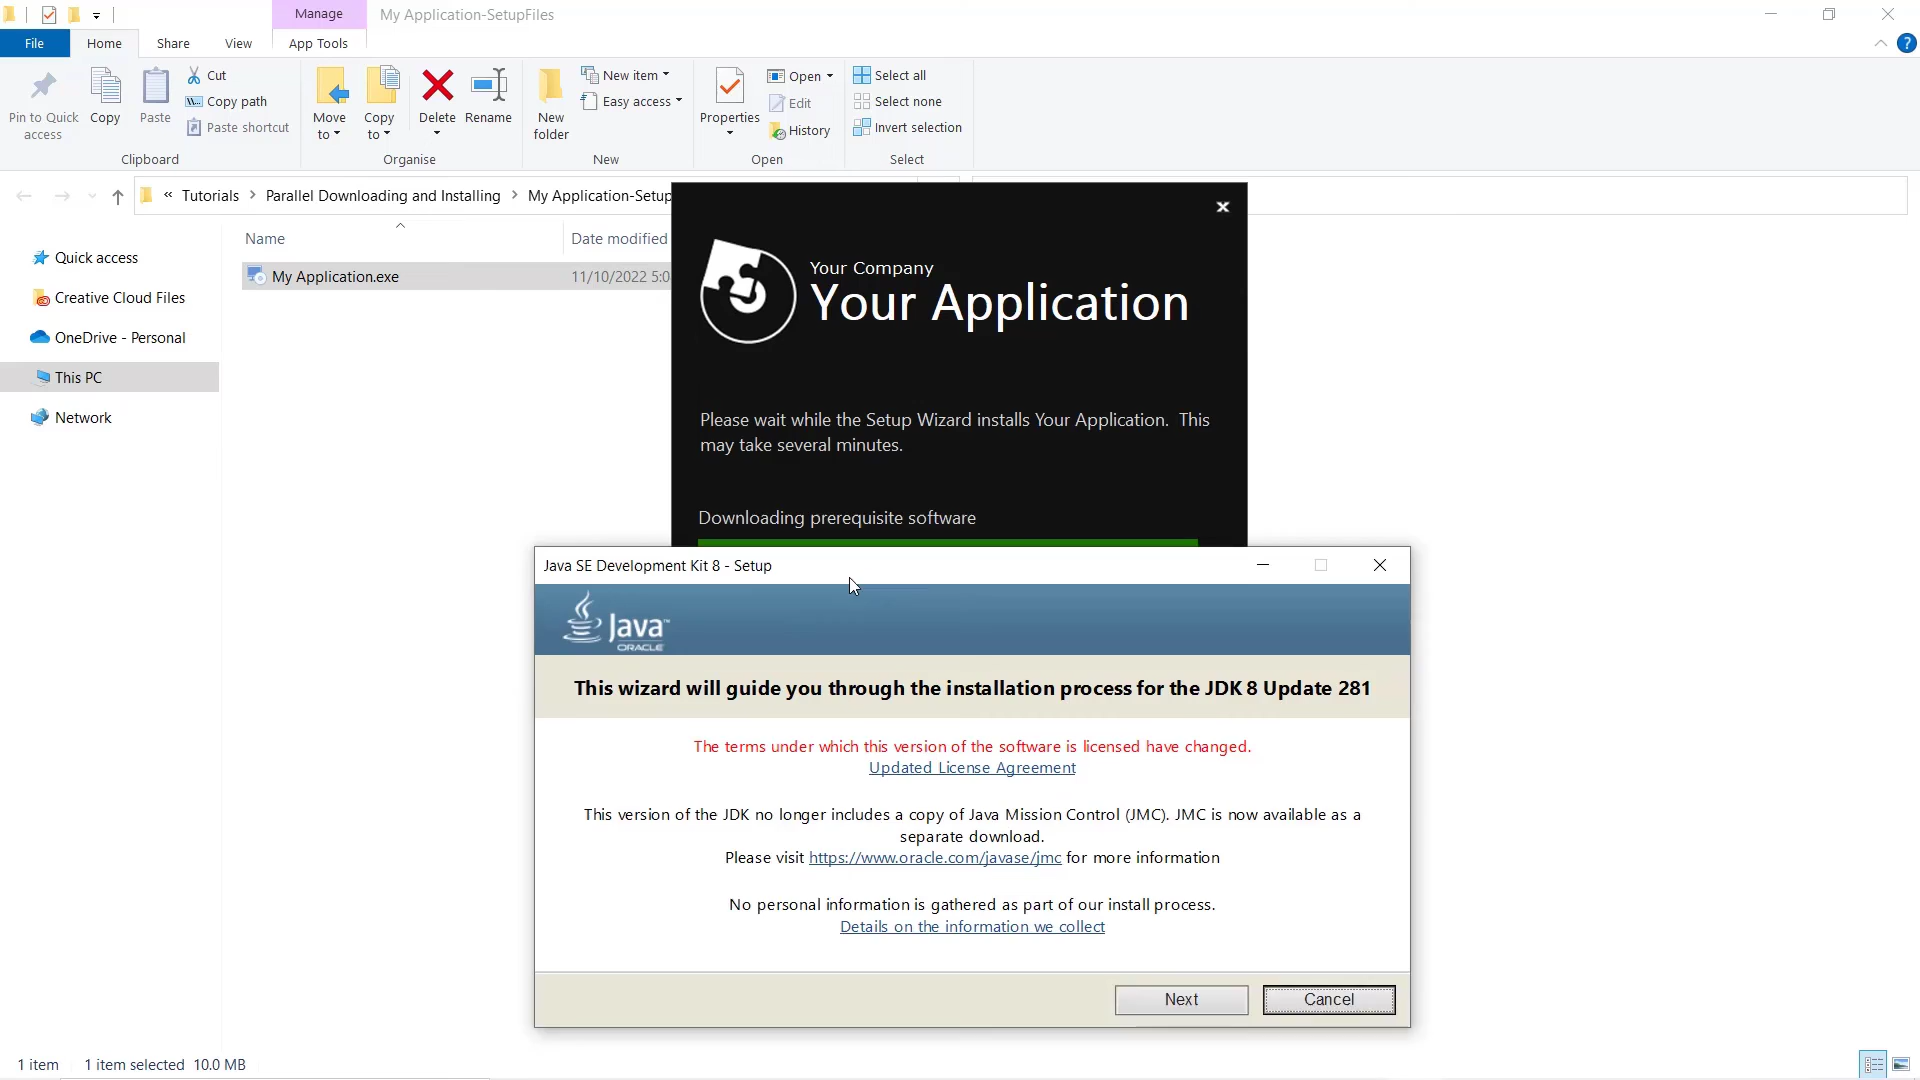 Manage
My Application-SetupFiles
File
Home
Share
View
App Tools
?
Pin to Quick
access
Copy
Paste
Cut
Copy path
Paste shortcut
Clipboard
Move
to
Copy
to
Delete
Rename
Organise
New
folder
New item
Easy access
New
Properties
Open
Edit
History
Open
Select all
Select none
Invert selection
Select
« Tutorials > Parallel Downloading and Installing > My Application-Setup
Name
Date modified
Quick access
Creative Cloud Files
OneDrive - Personal
This PC
Network
My Application.exe
11/10/2022 5:0
Your Company
Your Application
Please wait while the Setup Wizard installs Your Application. This
may take several minutes.
Downloading prerequisite software
Java SE Development Kit 8 - Setup
Java™
ORACLE
This wizard will guide you through the installation process for the JDK 8 Update 281
The terms under which this version of the software is licensed have changed.
Updated License Agreement
This version of the JDK no longer includes a copy of Java Mission Control (JMC). JMC is now available as a
separate download.
Please visit https://www.oracle.com/javase/jmc for more information
No personal information is gathered as part of our install process.
Details on the information we collect
Next
Cancel
1 item
1 item selected 10.0 MB